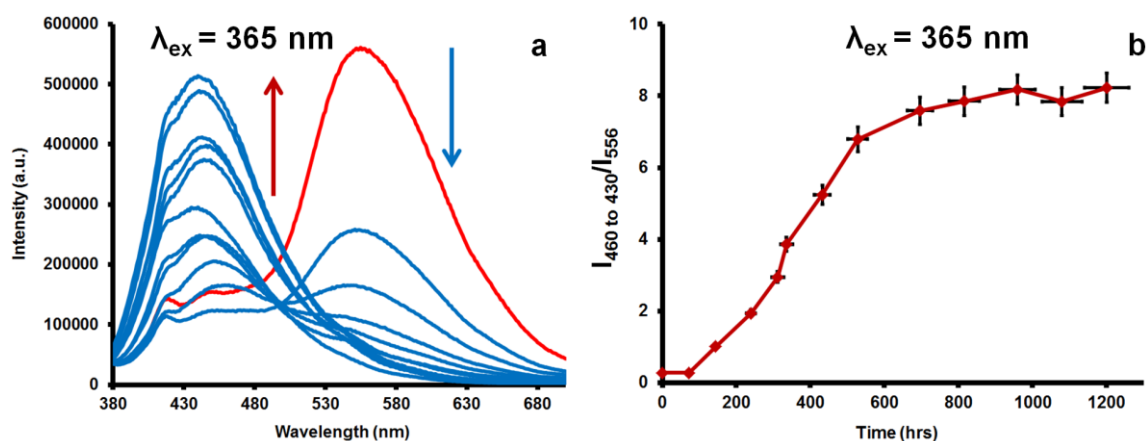 λex = 365 nm
a
600000
500000
400000
300000
200000
100000
0
Intensity (a.u.)
380 430 480 530 580 630 680
Wavelength (nm)
λex = 365 nm
b
10
8
6
4
2
0
I460 to 430/I556
0 200 400 600 800 1000 1200
Time (hrs)